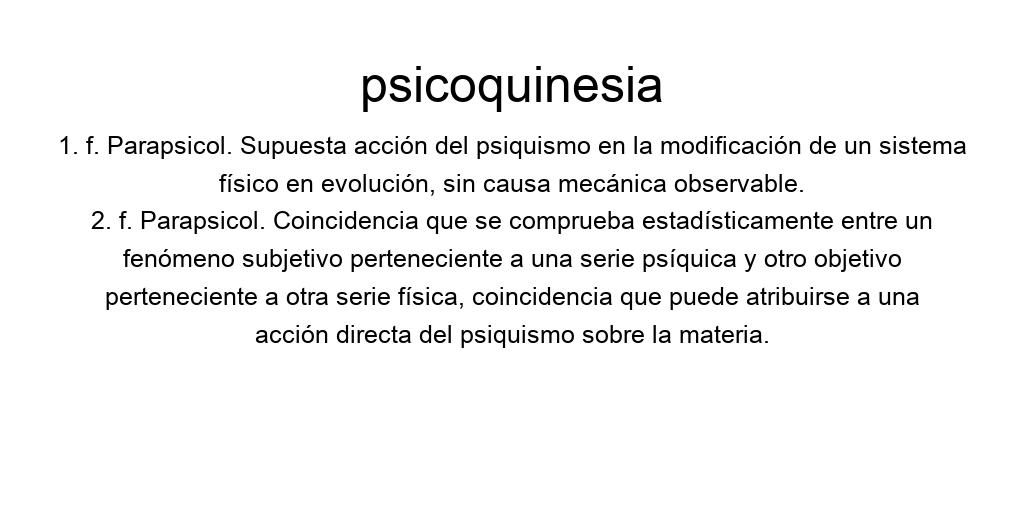 psicoquinesia
1. f. Parapsicol. Supuesta acción del psiquismo en la modificación de un sistema
físico en evolución, sin causa mecánica observable.
2. f. Parapsicol. Coincidencia que se comprueba estadísticamente entre un
fenómeno subjetivo perteneciente a una serie psíquica y otro objetivo
perteneciente a otra serie física, coincidencia que puede atribuirse a una
acción directa del psiquismo sobre la materia.